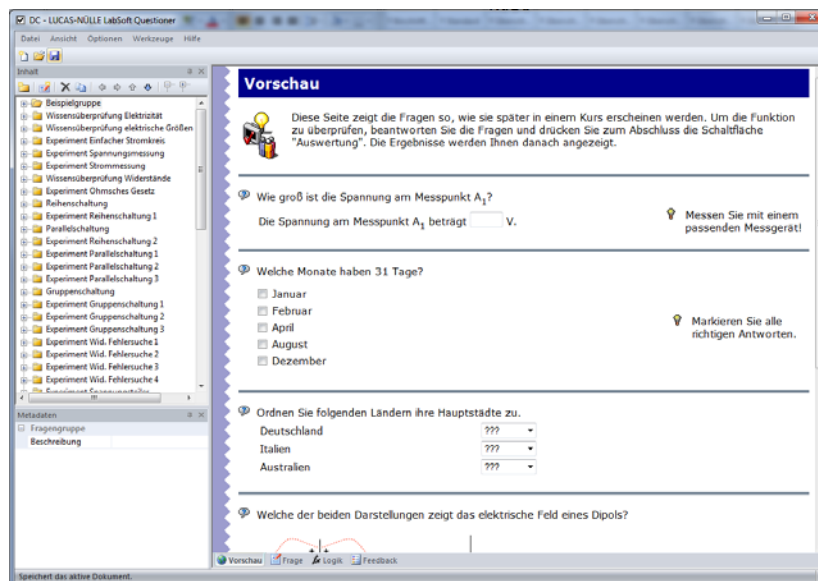 DC - LUCAS-NÜLLE LabSoft Questioner
Datei Ansicht Optionen Werkzeuge Hilfe
Inhalt
Beispielgruppe
Wissensüberprüfung Elektrizität
Wissensüberprüfung elektrische Größen
Experiment Einfacher Stromkreis
Experiment Spannungsmessung
Experiment Strommessung
Wissensüberprüfung Widerstände
Experiment Ohmsches Gesetz
Reihenschaltung
Experiment Reihenschaltung 1
Parallelschaltung
Experiment Reihenschaltung 2
Experiment Parallelschaltung 1
Experiment Parallelschaltung 2
Experiment Parallelschaltung 3
Gruppenschaltung
Experiment Gruppenschaltung 1
Experiment Gruppenschaltung 2
Experiment Gruppenschaltung 3
Experiment Wid. Fehlersuche 1
Experiment Wid. Fehlersuche 2
Experiment Wid. Fehlersuche 3
Experiment Wid. Fehlersuche 4
Metadaten
Fragengruppe
Beschreibung
Vorschau
Diese Seite zeigt die Fragen so, wie sie später in einem Kurs erscheinen werden. Um die Funktion
zu überprüfen, beantworten Sie die Fragen und drücken Sie zum Abschluss die Schaltfläche
"Auswertung". Die Ergebnisse werden Ihnen danach angezeigt.
Wie groß ist die Spannung am Messpunkt A₁?
Die Spannung am Messpunkt A₁ beträgt V.
Messen Sie mit einem
passenden Messgerät!
Welche Monate haben 31 Tage?
Januar
Februar
April
August
Dezember
Markieren Sie alle
richtigen Antworten.
Ordnen Sie folgenden Ländern ihre Hauptstädte zu.
Deutschland ???
Italien ???
Australien ???
Welche der beiden Darstellungen zeigt das elektrische Feld eines Dipols?
Vorschau Frage fx Logik Feedback
Speichert das aktive Dokument.